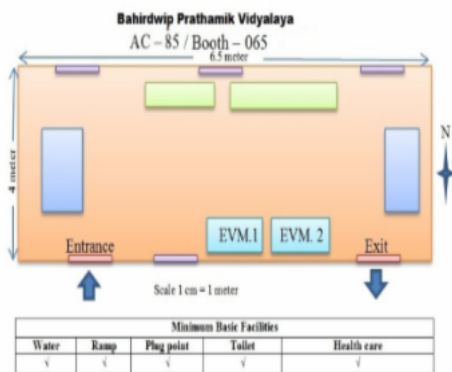 Bahirdwip Prathamik Vidyalaya
AC – 85 / Booth – 065
6.5 meter
4 meter
N
EVM.1 EVM. 2
Entrance Exit
Scale 1 cm = 1 meter
Minimum Basic Facilities
Water Ramp Plug point Toilet Health care
√ √ √ √ √